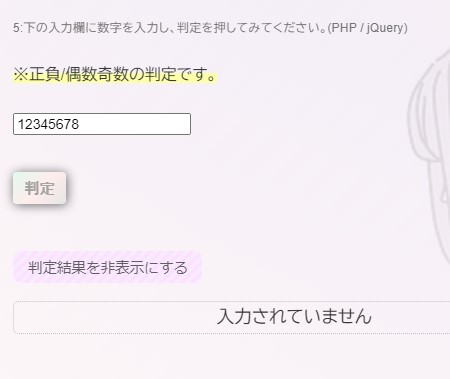 5:下の入力欄に数字を入力し、判定を押してみてください。(PHP / jQuery)
※正負/偶数奇数の判定です。
12345678
判定
判定結果を非表示にする
入力されていません